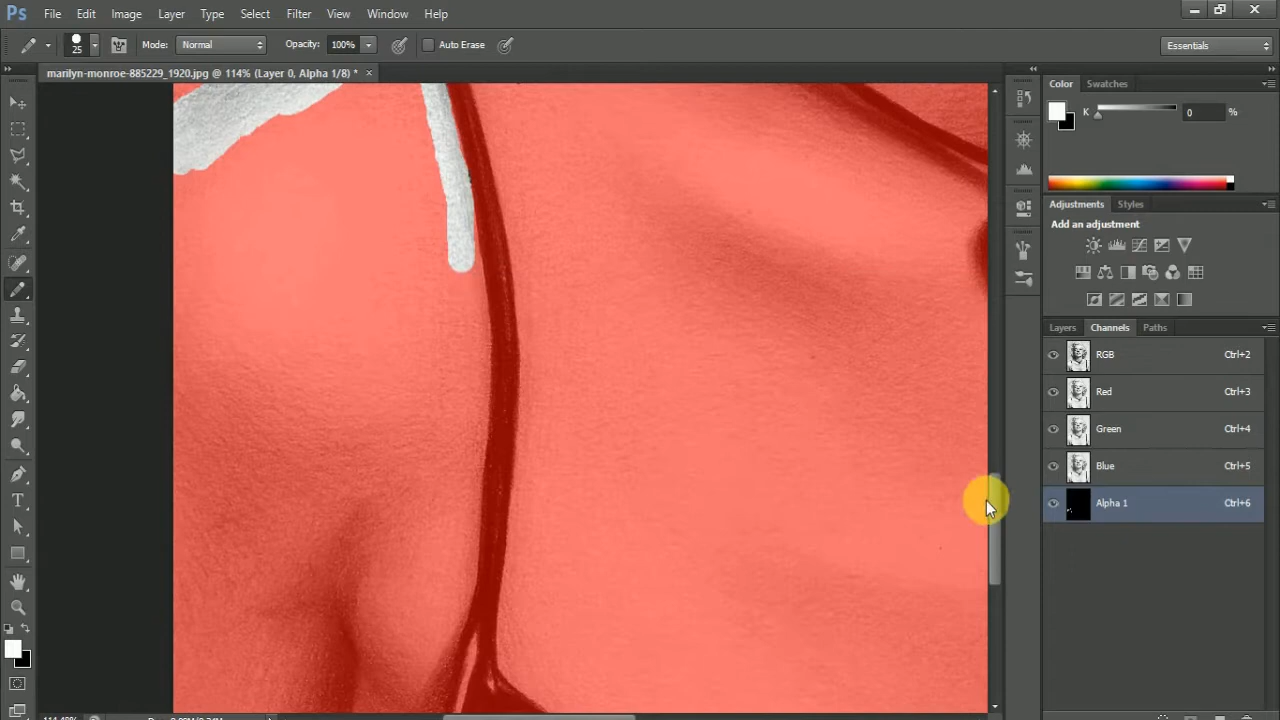 Ps File Edit Image Layer Type Select Filter View Window Help
25 Mode: Normal Opacity: 100% Auto Erase Essentials
marilyn-monroe-885229_1920.jpg @ 114% (Layer 0, Alpha 1/8) *
Color Swatches
K 0 %
Adjustments Styles
Add an adjustment
Layers Channels Paths
RGB Ctrl+2
Red Ctrl+3
Green Ctrl+4
Blue Ctrl+5
Alpha 1 Ctrl+6